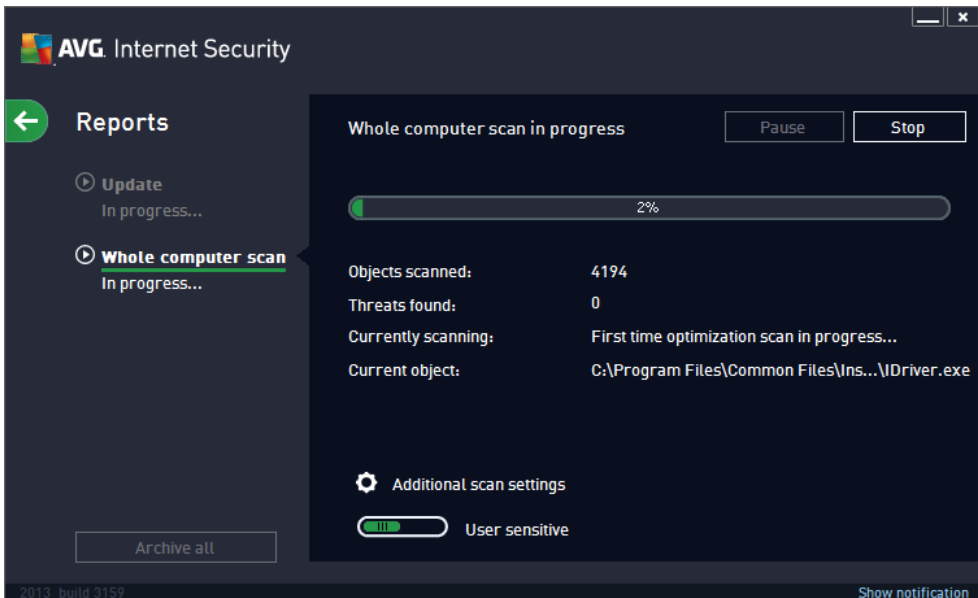 AVG. Internet Security
Reports
Update
In progress...
Whole computer scan
In progress...
Archive all
Whole computer scan in progress
Pause
Stop
2%
Objects scanned: 4194
Threats found: 0
Currently scanning: First time optimization scan in progress...
Current object: C:\Program Files\Common Files\Ins...\IDriver.exe
Additional scan settings
User sensitive
2013 build 3159
Show notification